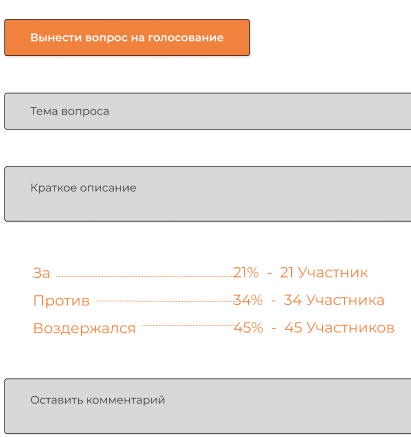 Вынести вопрос на голосование
Тема вопроса
Краткое описание
За 21% - 21 Участник
Против 34% - 34 Участника
Воздержался 45% - 45 Участников
Оставить комментарий